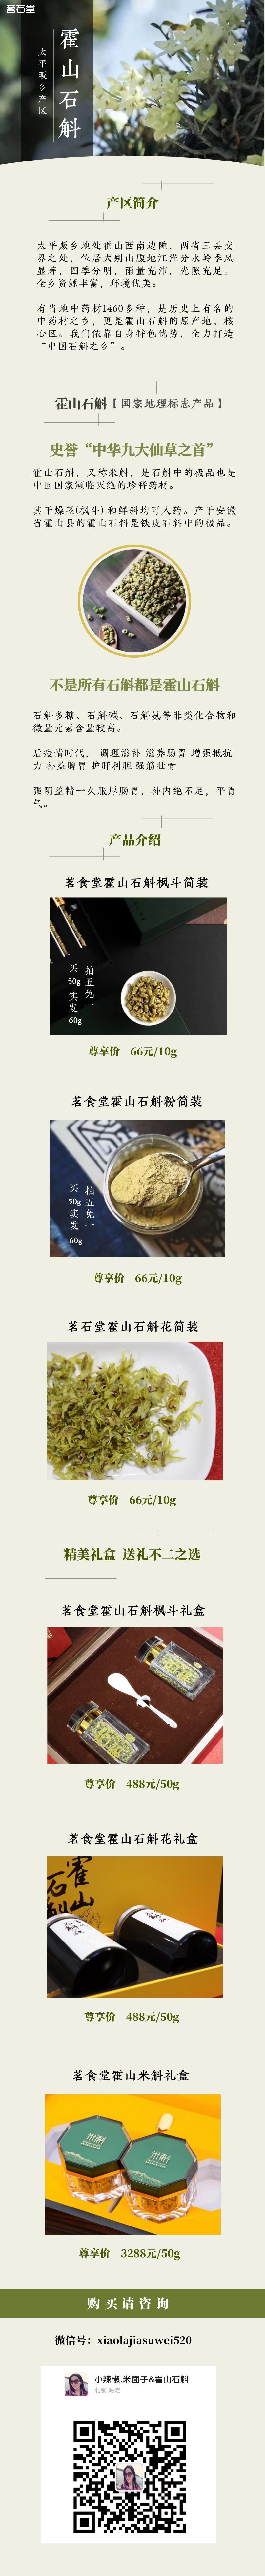 茗石堂
霍山石斛
太平畈乡产区
产区简介
太平畈乡地处霍山西南边陲，两省三县交
界之处，位居大别山腹地江淮分水岭季风
显著，四季分明，雨量充沛，光照充足。
全乡资源丰富，环境优美。
有当地中药材1460多种，是历史上有名的
中药材之乡，更是霍山石斛的原产地、核
心区。我们依靠自身特色优势，全力打造
“中国石斛之乡”。
霍山石斛【国家地理标志产品】
史誉“中华九大仙草之首”
霍山石斛，又称米斛，是石斛中的极品也是
中国国家濒临灭绝的珍稀药材。
其干燥茎(枫斗)和鲜斜均可入药。产于安徽
省霍山县的霍山石斜是铁皮石斜中的极品。
不是所有石斛都是霍山石斛
石斛多糖、石斛碱、石斛氨等菲类化合物和
微量元素含量较高。
后疫情时代， 调理滋补 滋养肠胃 增强抵抗
力 补益脾胃 护肝利胆 强筋壮骨
强阴益精一久服厚肠胃，补内绝不足，平胃
气。
产品介绍
茗食堂霍山石斛枫斗简装
拍五免一
买50g实发60g
尊享价 66元/10g
茗食堂霍山石斛粉简装
拍五免一
买50g实发60g
尊享价 66元/10g
茗石堂霍山石斛花简装
尊享价 66元/10g
精美礼盒 送礼不二之选
茗食堂霍山石斛枫斗礼盒
尊享价 488元/50g
茗食堂霍山石斛花礼盒
霍山石斛
尊享价 488元/50g
茗食堂霍山米斛礼盒
米斛
米斛
尊享价 3288元/50g
购买请咨询
微信号：xiaolajiasuwei520
小辣椒.米面子&霍山石斛
北京 海淀